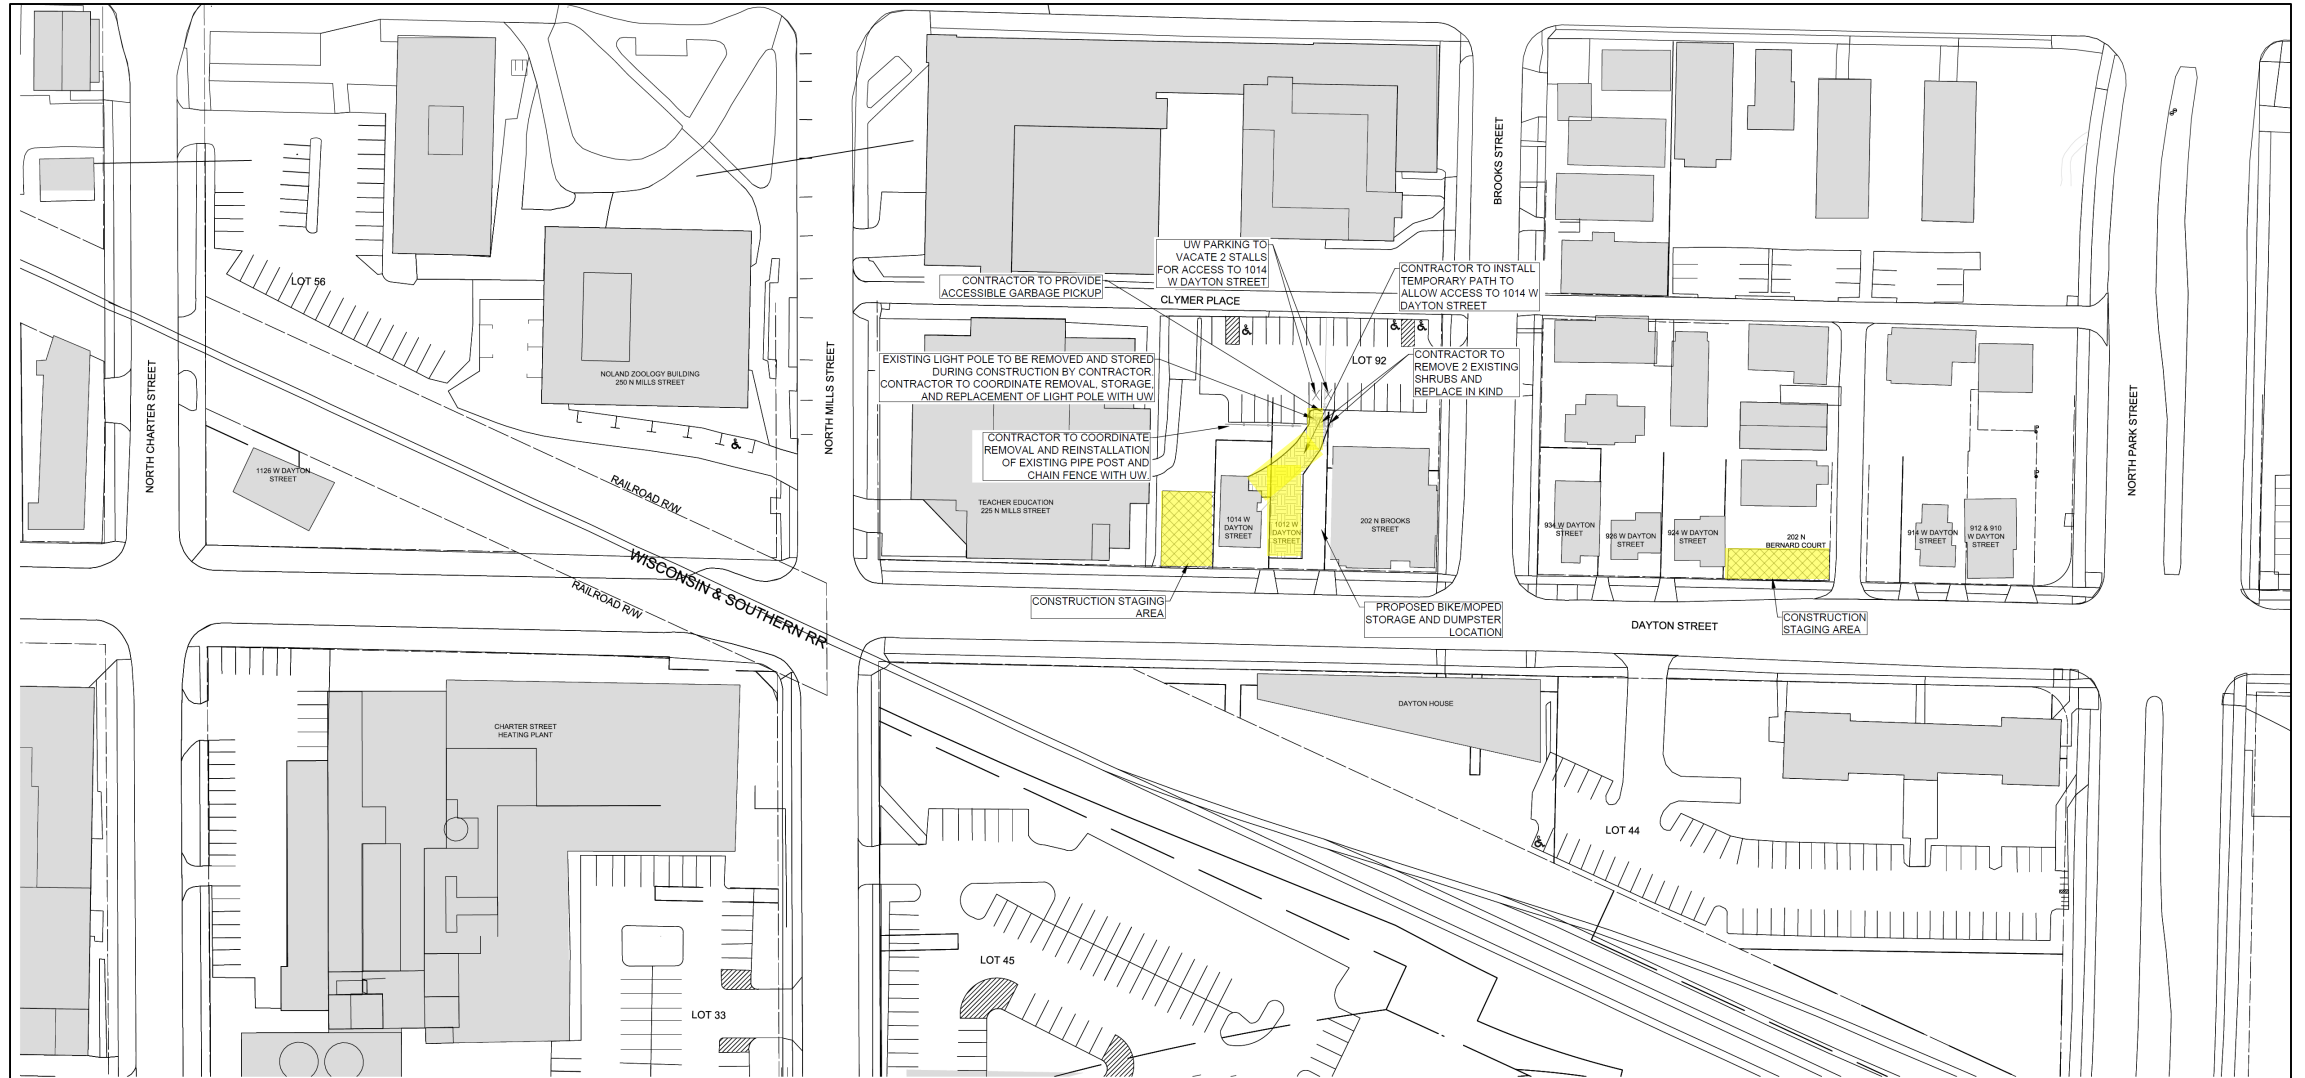 BROOKS STREET
UW PARKING TO
VACATE 2 STALLS
FOR ACCESS TO 1014
W DAYTON STREET
CONTRACTOR TO INSTALL
TEMPORARY PATH TO
ALLOW ACCESS TO 1014 W
DAYTON STREET
CONTRACTOR TO PROVIDE
ACCESSIBLE GARBAGE PICKUP
CLYMER PLACE
LOT 56
LOT 92
EXISTING LIGHT POLE TO BE REMOVED AND STORED
DURING CONSTRUCTION BY CONTRACTOR.
CONTRACTOR TO COORDINATE REMOVAL, STORAGE,
AND REPLACEMENT OF LIGHT POLE WITH UW
CONTRACTOR TO
REMOVE 2 EXISTING
SHRUBS AND
REPLACE IN KIND
NOLAND ZOOLOGY BUILDING
250 N MILLS STREET
NORTH CHARTER STREET
NORTH MILLS STREET
NORTH PARK STREET
CONTRACTOR TO COORDINATE
REMOVAL AND REINSTALLATION
OF EXISTING PIPE POST AND
CHAIN FENCE WITH UW.
1126 W DAYTON
STREET
RAILROAD R/W
TEACHER EDUCATION
225 N MILLS STREET
1014 W
DAYTON
STREET
1012 W
DAYTON
STREET
202 N BROOKS
STREET
934 W DAYTON
STREET
926 W DAYTON
STREET
924 W DAYTON
STREET
202 N
BERNARD COURT
914 W DAYTON
STREET
912 & 910
W DAYTON
STREET
WISCONSIN & SOUTHERN RR
RAILROAD R/W
CONSTRUCTION STAGING
AREA
PROPOSED BIKE/MOPED
STORAGE AND DUMPSTER
LOCATION
DAYTON STREET
CONSTRUCTION
STAGING AREA
CHARTER STREET
HEATING PLANT
DAYTON HOUSE
LOT 44
LOT 45
LOT 33